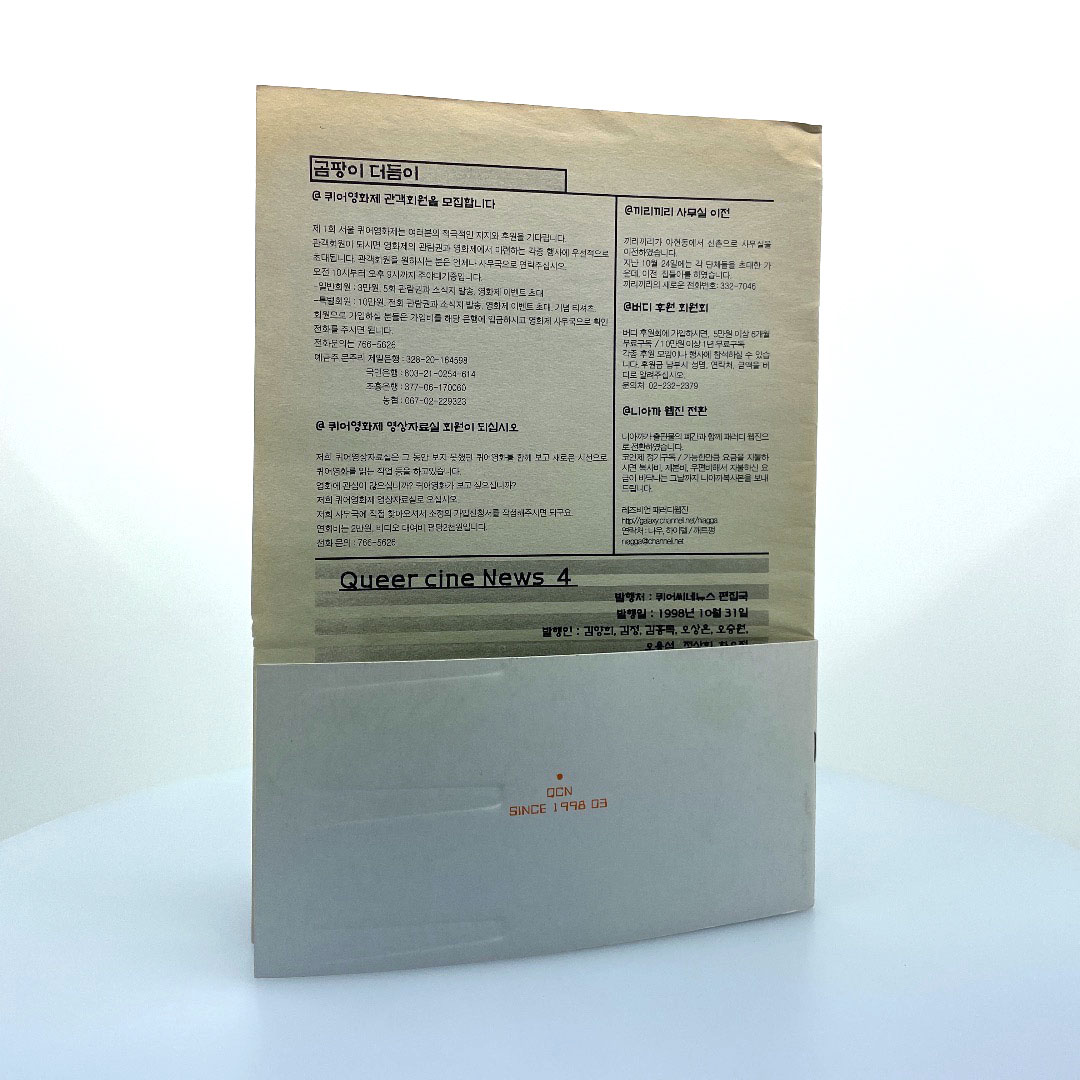 곰팡이 더듬이
@ 퀴어영화제 관객회원을 모집합니다
제 1회 서울 퀴어영화제는 여러분의 적극적인 지지와 후원을 기다립니다.
관객회원이 되시면 영화제의 관람권과 영화제에서 마련하는 각종 행사에 우선적으로
초대됩니다. 관객회원을 원하시는 분은 언제나 사무국으로 연락주십시오.
오전 10시부터 오후 9시까지 주야대기중입니다.
-일반회원 : 3만원. 5회 관람권과 소식지 발송, 영화제 이벤트 초대
-특별회원 : 10만원. 전회 관람권과 소식지 발송, 영화제 이벤트 초대, 기념 티셔츠.
회원으로 가입하실 분들은 가입비를 해당 은행에 입금하시고 영화제 사무국으로 확인
전화를 주시면 됩니다.
전화문의는 766-5626
예금주 문주리 제일은행 : 328-20-164598
국민은행 : 603-21-0254-614
조흥은행 : 377-06-170060
농협 : 067-02-229323
@ 퀴어영화제 영상자료실 회원이 되십시오
저희 퀴어영상자료실은 그 동안 보지 못했던 퀴어영화를 함께 보고 새로운 시선으로
퀴어영화를 읽는 작업 등을 하고있습니다.
영화에 관심이 많으십니까? 퀴어영화가 보고 싶으십니까?
저희 퀴어영화제 영상자료실로 오십시오.
저희 사무국에 직접 찾아오셔서 소정의 가입신청서를 작성해주시면 되구요.
연회비는 2만원, 비디오 대여비 편당2천원입니다.
전화 문의 : 766-5626
@끼리끼리 사무실 이전
끼리끼리가 아현동에서 신촌으로 사무실을
이전하였습니다.
지난 10월 24일에는 각 단체들을 초대한 가
운데, 이전 집들이를 하였습니다.
끼리끼리의 새로운 전화번호: 332-7046
@버디 후원 회원회
버디 후원회에 가입하시면, 5만원 이상 6개월
무료구독 / 10만원 이상 1년 무료구독
각종 후원 모임이나 행사에 참석하실 수 있습
니다. 후원금 납부시 성명, 연락처, 금액을 버
디로 알려주십시오.
문의처 02-232-2379
@니아까 웹진 전환
니아까가 출판물의 폐간과 함께 패러디 웹진으
로 전환하였습니다.
코인제 정기구독 / 가능한만큼 요금을 지불하
시면 복사비, 제본비, 우편비해서 지불하신 요
금이 바닥나는 그날까지 니아까복사본을 보내
드립니다.
레즈비언 패러디웹진
http://galaxy.channeli.net/niagga
연락처 : 나우, 하이텔 / 깨트랭
niagga@channeli.net
Queer cine News 4
발행처 : 퀴어씨네뉴스 편집국
발행일 : 1998년 10월 31일
발행인 : 김양희, 김정, 김홍특, 오상은, 오승원,
QCN
SINCE 1998 03